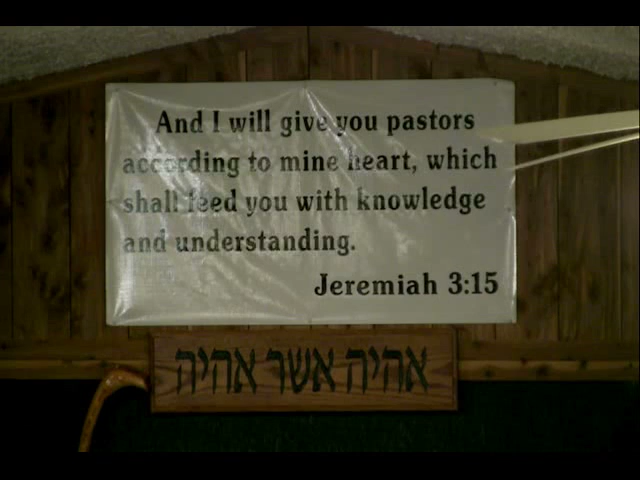 And I will give you pastors
according to mine heart, which
shall feed you with knowledge
and understanding.
Jeremiah 3:15
אהיה אשר אהיה